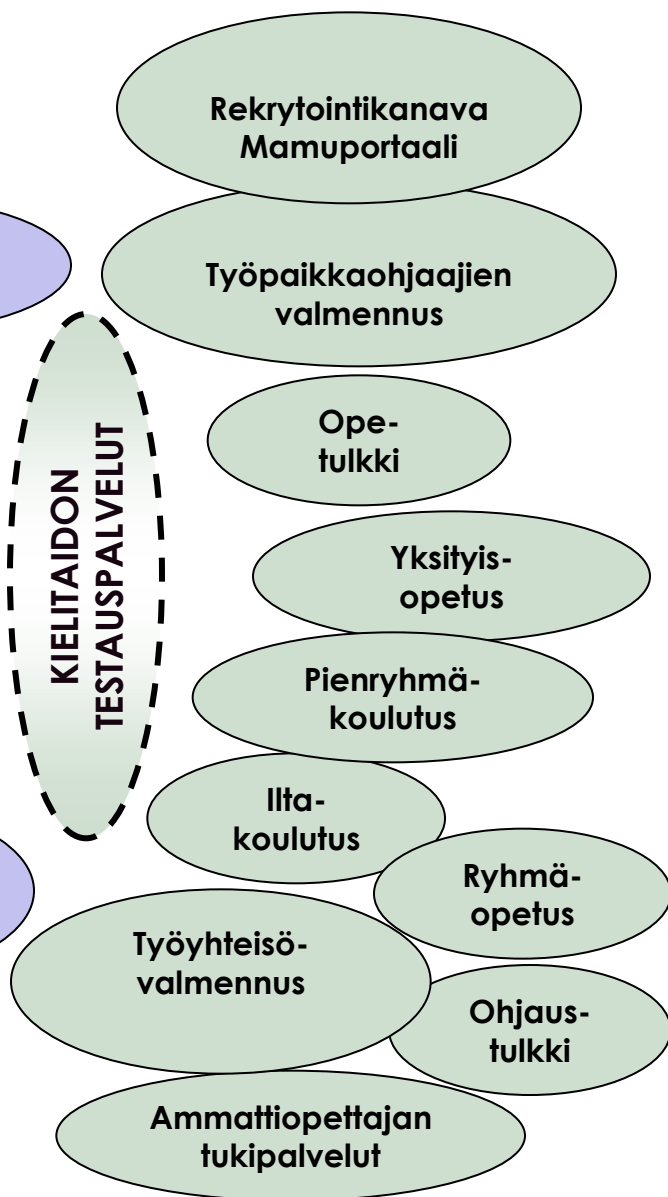 Rekrytointikanava
Mamuportaali
Työpaikkaohjaajien
valmennus
Ope-
tulkki
KIELITAIDON
TESTAUSPALVELUT
Yksityis-
opetus
Pienryhmä-
koulutus
Ilta-
koulutus
Ryhmä-
opetus
Työyhteisö-
valmennus
Ohjaus-
tulkki
Ammattiopettajan
tukipalvelut